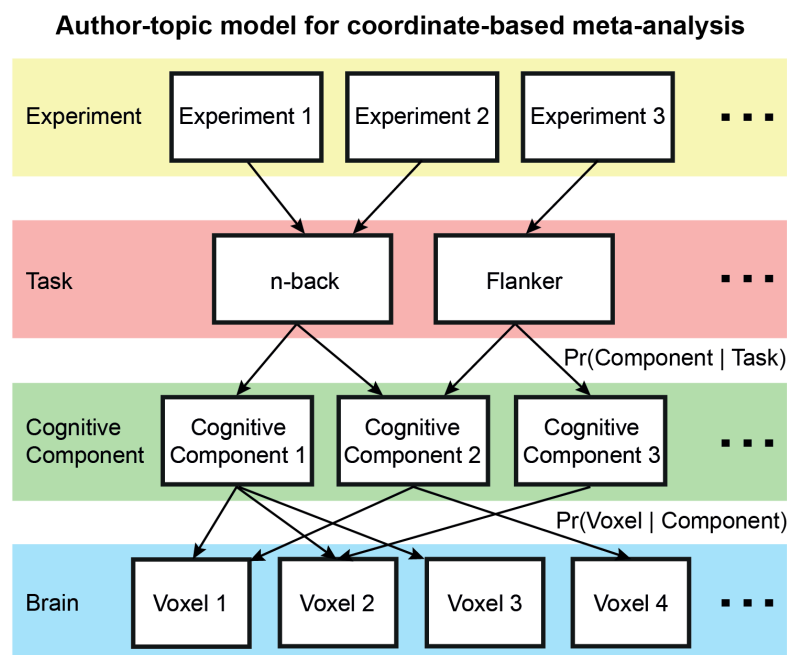 Author-topic model for coordinate-based meta-analysis
Experiment
Experiment 1
Experiment 2
Experiment 3
...
Task
n-back
Flanker
...
Pr(Component | Task)
Cognitive
Component
Cognitive
Component 1
Cognitive
Component 2
Cognitive
Component 3
...
Pr(Voxel | Component)
Brain
Voxel 1
Voxel 2
Voxel 3
Voxel 4
...